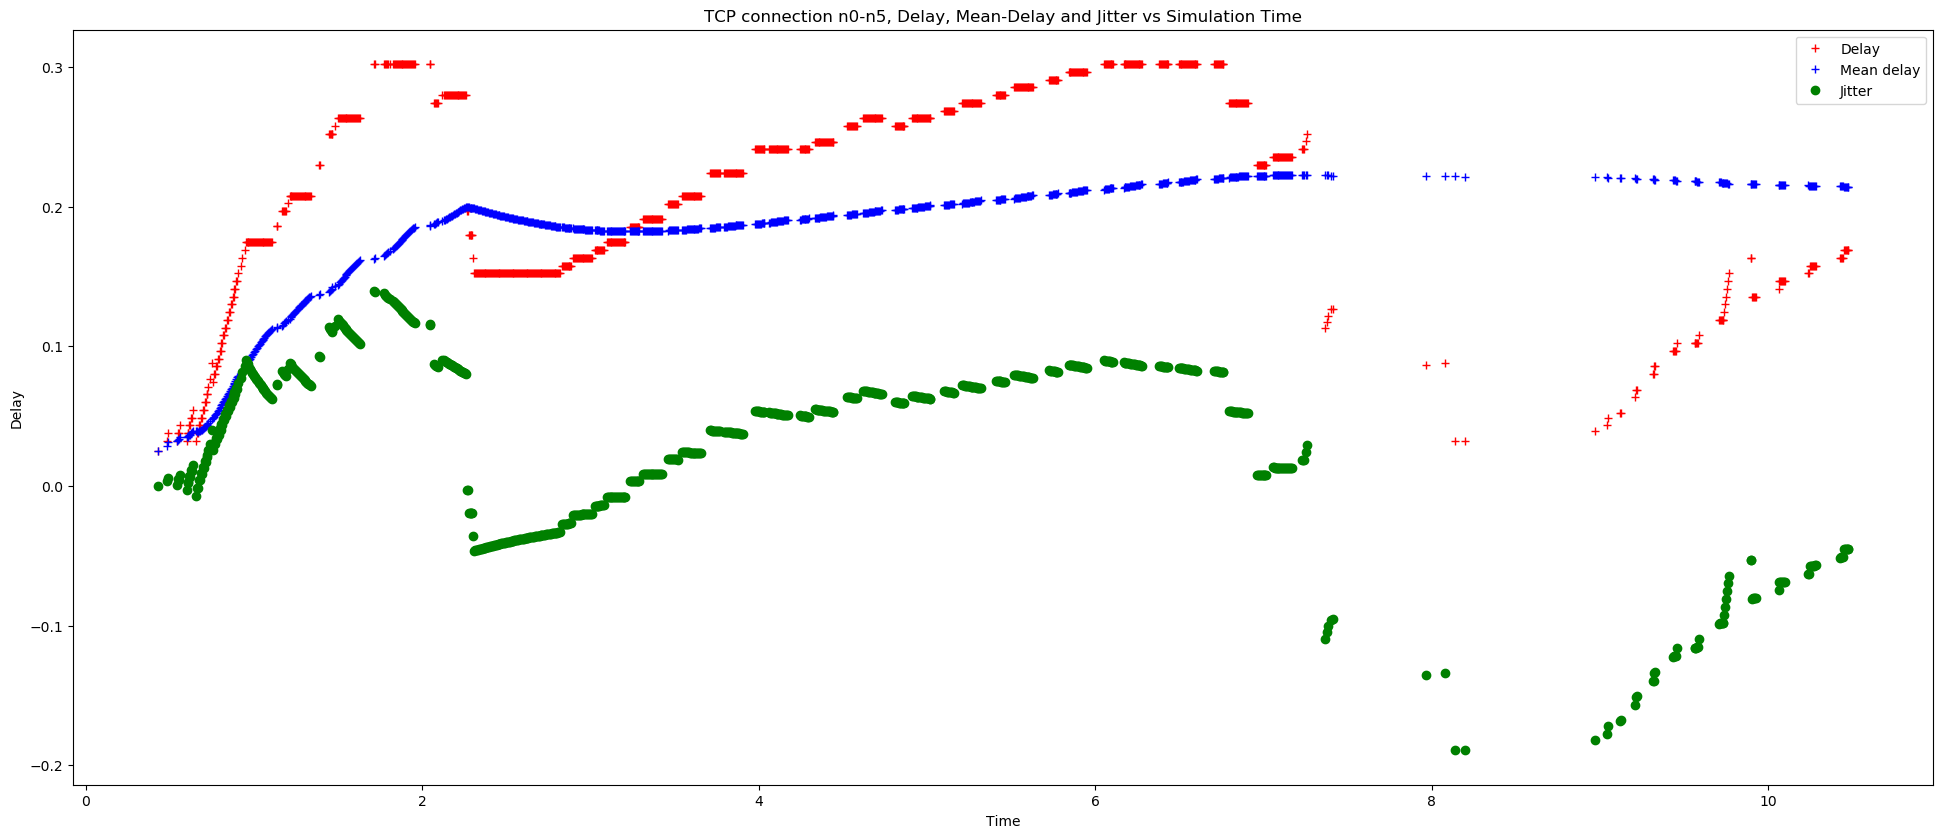 TCP connection n0-n5, Delay, Mean-Delay and Jitter vs Simulation Time
Delay
Mean delay
Jitter
0.3
0.2
0.1
0.0
−0.1
−0.2
Delay
0
2
4
6
8
10
Time